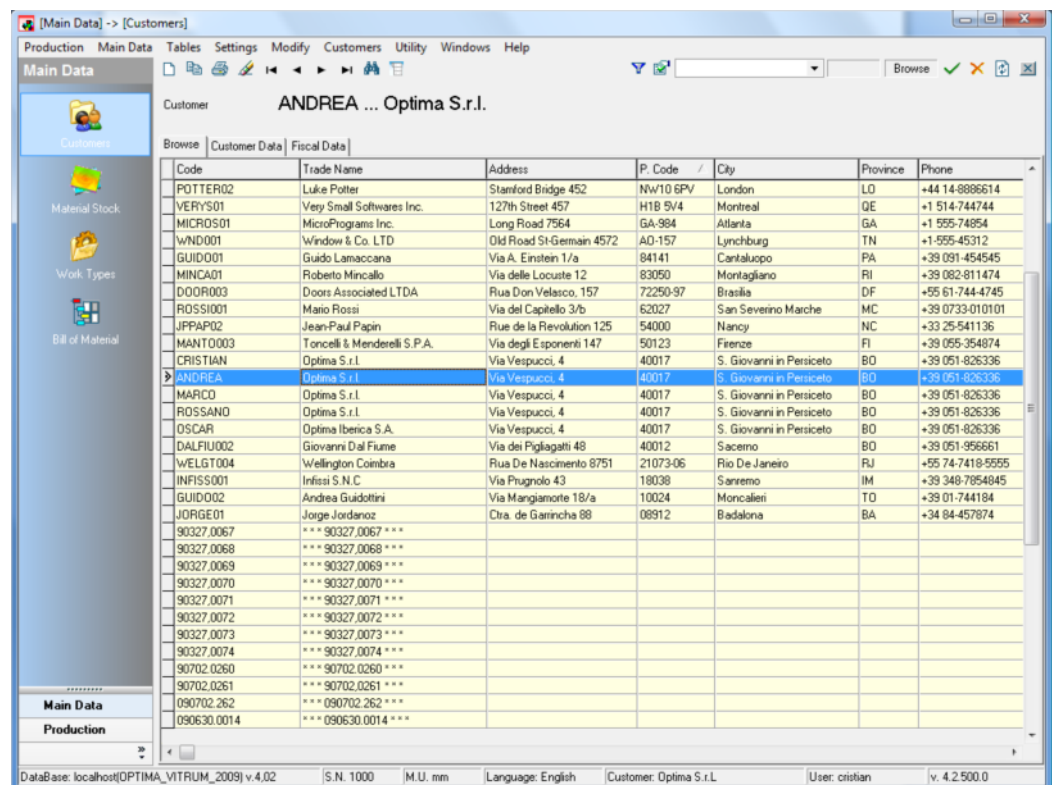 [Main Data] -> [Customers]
Production Main Data Tables Settings Modify Customers Utility Windows Help
Main Data Browse
Customer ANDREA ... Optima S.r.l.
Customers
Material Stock
Work Types
Bill of Material
Browse Customer Data Fiscal Data
Code Trade Name Address P. Code City Province Phone
POTTER02 Luke Potter Stamford Bridge 452 NW10 6PV London LO +44 14-8886614
VERYS01 Very Small Softwares Inc. 127th Street 457 H1B 5V4 Montreal QE +1 514-744744
MICROS01 MicroPrograms Inc. Long Road 7564 GA-984 Atlanta GA +1 555-74854
WND001 Window & Co. LTD Old Road St-Germain 4572 AO-157 Lynchburg TN +1-555-45312
GUIDO01 Guido Lamaccana Via A. Einstein 1/a 84141 Cantaluopo PA +39 091-454545
MINCA01 Roberto Mincallo Via delle Locuste 12 83050 Montagliano RI +39 082-811474
DOOR003 Doors Associated LTDA Rua Don Velasco, 157 72250-97 Brasilia DF +55 61-744-4745
ROSSI001 Mario Rossi Via del Capitello 3/b 62027 San Severino Marche MC +39 0733-010101
JPPAP02 Jean-Paul Papin Rue de la Revolution 125 54000 Nancy NC +33 25-541136
MANTO003 Toncelli & Menderelli S.P.A. Via degli Esponenti 147 50123 Firenze FI +39 055-354874
CRISTIAN Optima S.r.l. Via Vespucci, 4 40017 S. Giovanni in Persiceto BO +39 051-826336
ANDREA Optima S.r.l. Via Vespucci, 4 40017 S. Giovanni in Persiceto BO +39 051-826336
MARCO Optima S.r.l. Via Vespucci, 4 40017 S. Giovanni in Persiceto BO +39 051-826336
ROSSANO Optima S.r.l. Via Vespucci, 4 40017 S. Giovanni in Persiceto BO +39 051-826336
OSCAR Optima Iberica S.A. Via Vespucci, 4 40017 S. Giovanni in Persiceto BO +39 051-826336
DALFIU002 Giovanni Dal Fiume Via dei Pigliagatti 48 40012 Sacerno BO +39 051-956661
WELGT004 Wellington Coimbra Rua De Nascimento 8751 21073-06 Rio De Janeiro RJ +55 74-7418-5555
INFISS001 Infissi S.N.C Via Prugnolo 43 18038 Sanremo IM +39 348-7854845
GUIDO02 Andrea Guidottini Via Mangiamorte 18/a 10024 Moncalieri TO +39 01-744184
JORGE01 Jorge Jordanoz Ctra. de Garrincha 88 08912 Badalona BA +34 84-457874
90327,0067 * * * 90327,0067 * * *
90327,0068 * * * 90327,0068 * * *
90327,0069 * * * 90327,0069 * * *
90327,0070 * * * 90327,0070 * * *
90327,0071 * * * 90327,0071 * * *
90327,0072 * * * 90327,0072 * * *
90327,0073 * * * 90327,0073 * * *
90327,0074 * * * 90327,0074 * * *
90702.0260 * * * 90702.0260 * * *
90702,0261 * * * 90702,0261 * * *
090702.262 * * * 090702.262 * * *
090630.0014 * * * 090630.0014 * * *
Main Data
Production
DataBase: localhost(OPTIMA_VITRUM_2009) v.4,02 S.N. 1000 M.U. mm Language: English Customer: Optima S.r.L User: cristian v. 4.2.500.0